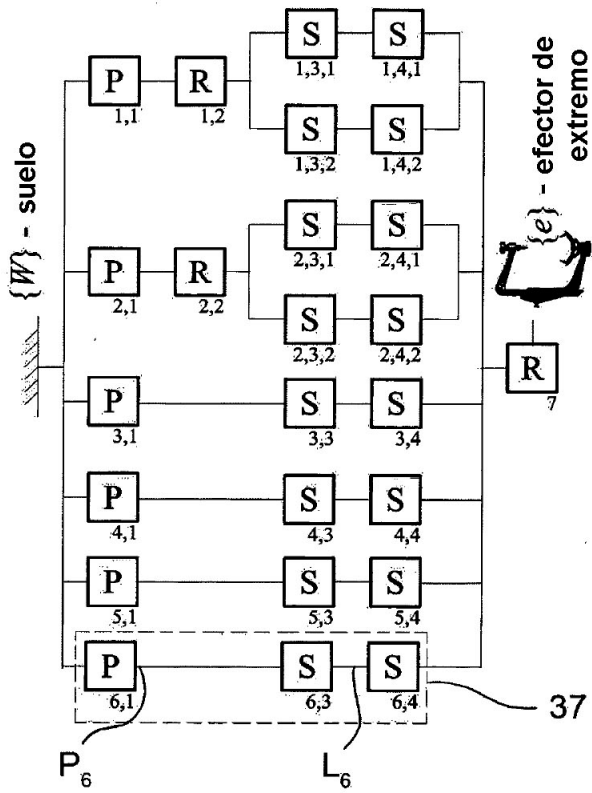 S
S
1,3,1
1,4,1
P
R
1,1
1,2
S
S
1,3,2
1,4,2
{W} - suelo
{e} - efector de
extremo
S
S
2,3,1
2,4,1
P
R
2,1
2,2
S
S
2,3,2
2,4,2
R
7
P
S
S
3,1
3,3
3,4
P
S
S
4,1
4,3
4,4
P
S
S
5,1
5,3
5,4
P
S
S
6,1
6,3
6,4
37
P6
L6